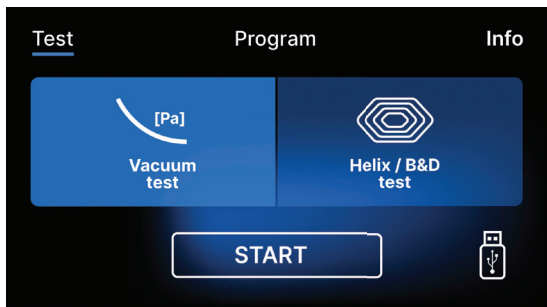 Test Program Info
[Pa]
Vacuum
test
Helix / B&D
test
START